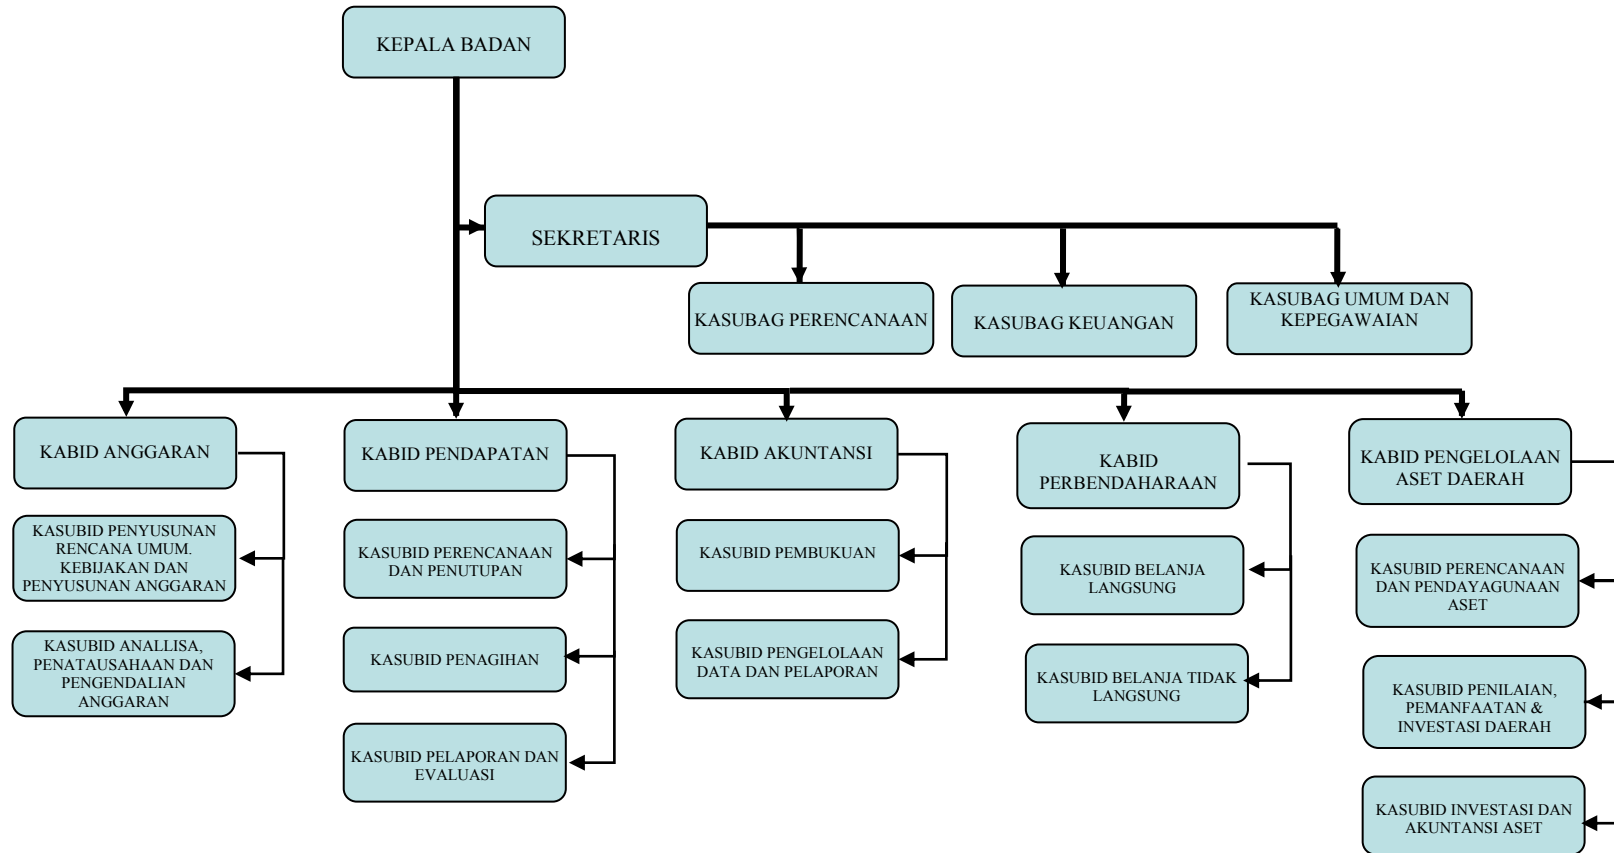 KEPALA BADAN
SEKRETARIS
KASUBAG PERENCANAAN
KASUBAG KEUANGAN
KASUBAG UMUM DAN
KEPEGAWAIAN
KABID ANGGARAN
KABID PENDAPATAN
KABID AKUNTANSI
KABID
PERBENDAHARAAN
KABID PENGELOLAAN
ASET DAERAH
KASUBID PENYUSUNAN
RENCANA UMUM.
KEBIJAKAN DAN
PENYUSUNAN ANGGARAN
KASUBID PERENCANAAN
DAN PENUTUPAN
KASUBID PEMBUKUAN
KASUBID BELANJA
LANGSUNG
KASUBID PERENCANAAN
DAN PENDAYAGUNAAN
ASET
KASUBID ANALLISA,
PENATAUSAHAAN DAN
PENGENDALIAN
ANGGARAN
KASUBID PENAGIHAN
KASUBID PENGELOLAAN
DATA DAN PELAPORAN
KASUBID BELANJA TIDAK
LANGSUNG
KASUBID PENILAIAN,
PEMANFAATAN &
INVESTASI DAERAH
KASUBID PELAPORAN DAN
EVALUASI
KASUBID INVESTASI DAN
AKUNTANSI ASET